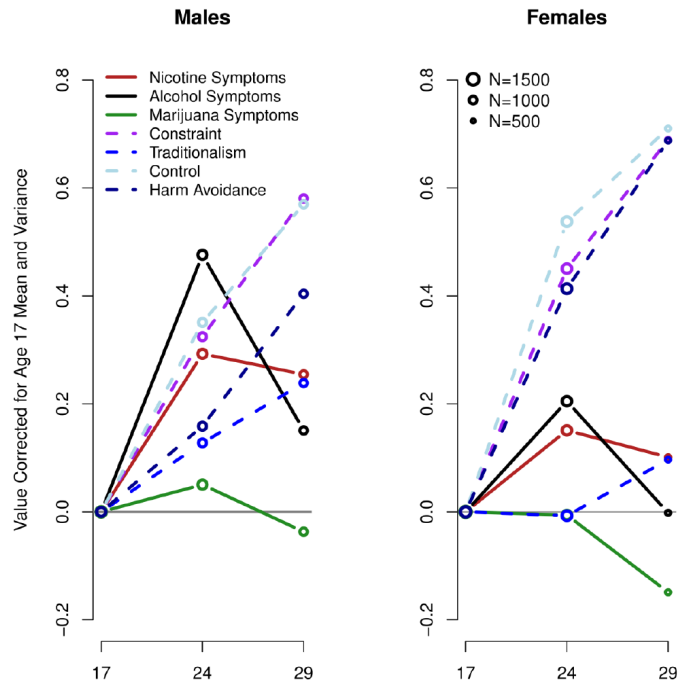 Males
Females
Value Corrected for Age 17 Mean and Variance
0.8
0.6
0.4
0.2
0.0
−0.2
Nicotine Symptoms
Alcohol Symptoms
Marijuana Symptoms
Constraint
Traditionalism
Control
Harm Avoidance
17 24 29
0.8
0.6
0.4
0.2
0.0
−0.2
N=1500
N=1000
N=500
17 24 29